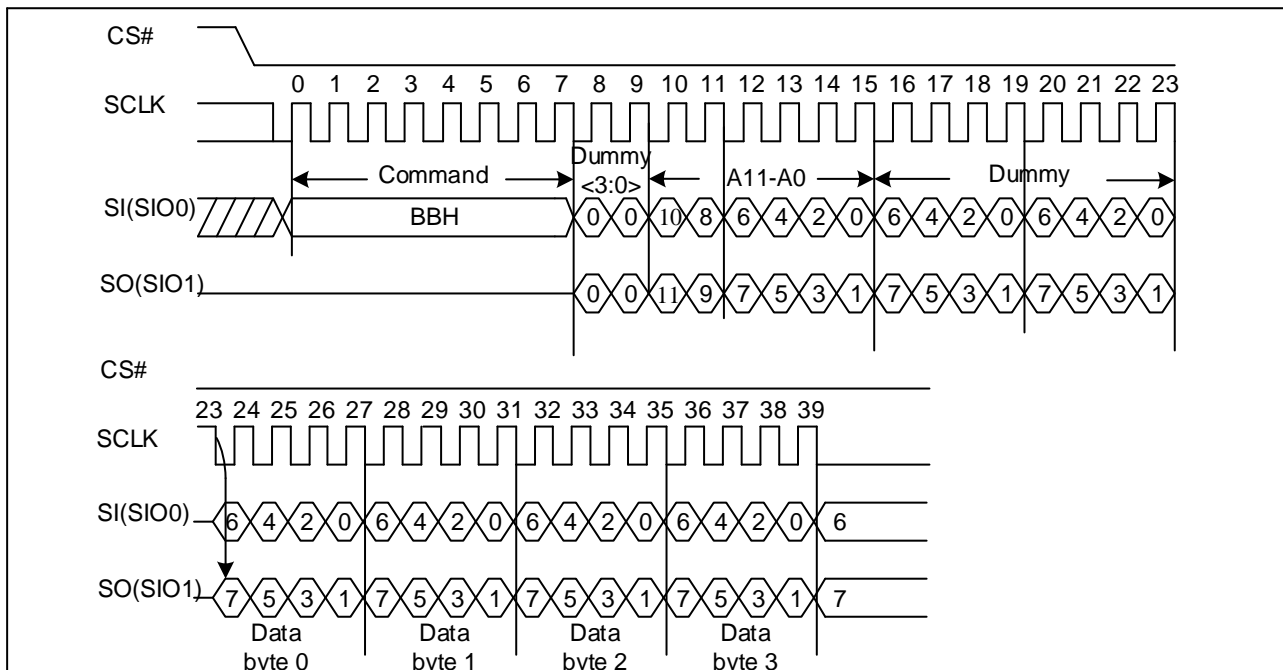 CS#
0 1 2 3 4 5 6 7 8 9 10 11 12 13 14 15 16 17 18 19 20 21 22 23
SCLK
Command Dummy <3:0> A11-A0 Dummy
SI(SIO0) BBH 0 0 10 8 6 4 2 0 6 4 2 0 6 4 2 0
SO(SIO1) 0 0 11 9 7 5 3 1 7 5 3 1 7 5 3 1
CS#
23 24 25 26 27 28 29 30 31 32 33 34 35 36 37 38 39
SCLK
SI(SIO0) 6 4 2 0 6 4 2 0 6 4 2 0 6 4 2 0 6
SO(SIO1) 7 5 3 1 7 5 3 1 7 5 3 1 7 5 3 1 7
Data Data Data Data
byte 0 byte 1 byte 2 byte 3